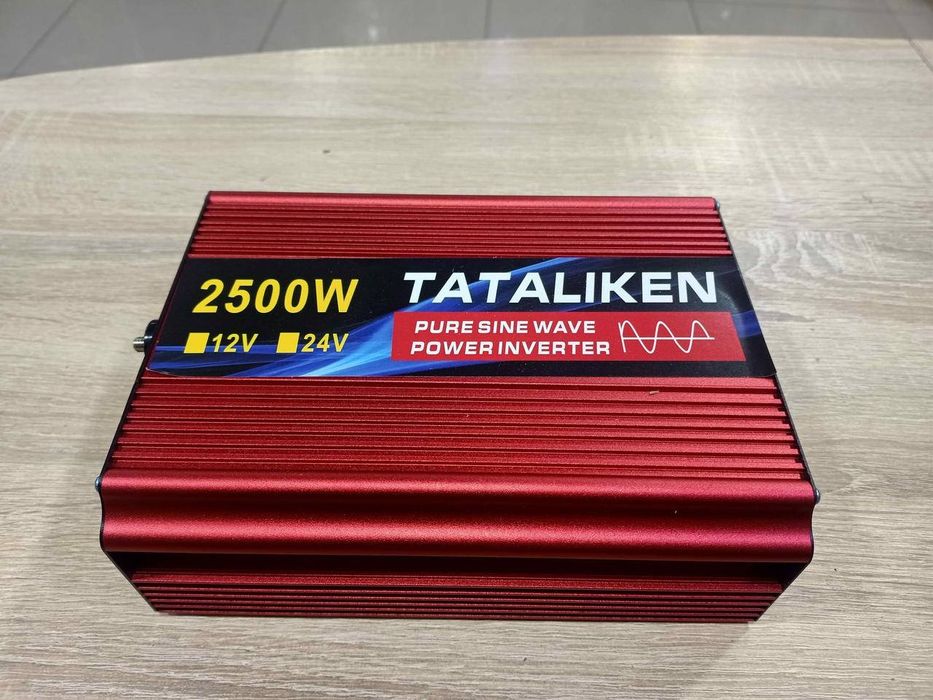 2500W
12V 24V
TATALIKEN
PURE SINE WAVE
POWER INVERTER